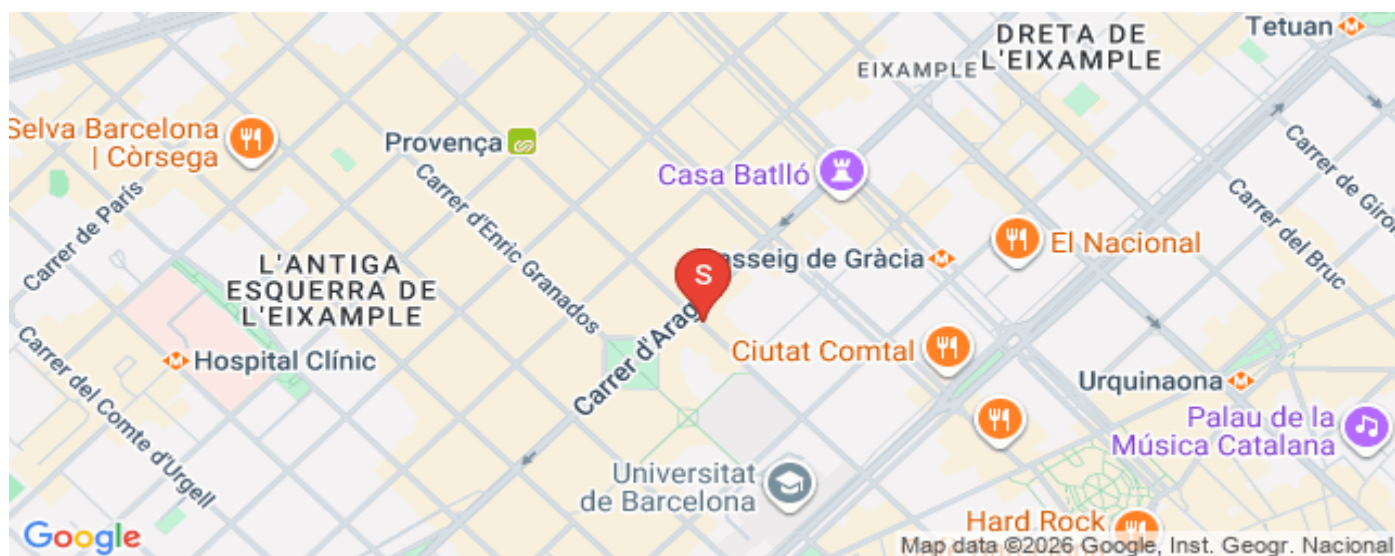 Tetuan
DRETA DE
L'EIXAMPLE
EIXAMPLE
Selva Barcelona
| Còrsega
Provença
Casa Batlló
Carrer de Giron
Carrer de París
Carrer d'Enric Granados
Carrer del Bruc
El Nacional
asseig de Gràcia
S
L'ANTIGA
ESQUERRA DE
L'EIXAMPLE
Carrer d'Arag
Ciutat Comtal
Hospital Clínic
Urquinaona
Carrer del Comte d'Urgell
Palau de la
Música Catalana
Universitat
de Barcelona
Hard Rock
Google
Map data ©2026 Google, Inst. Geogr. Nacional